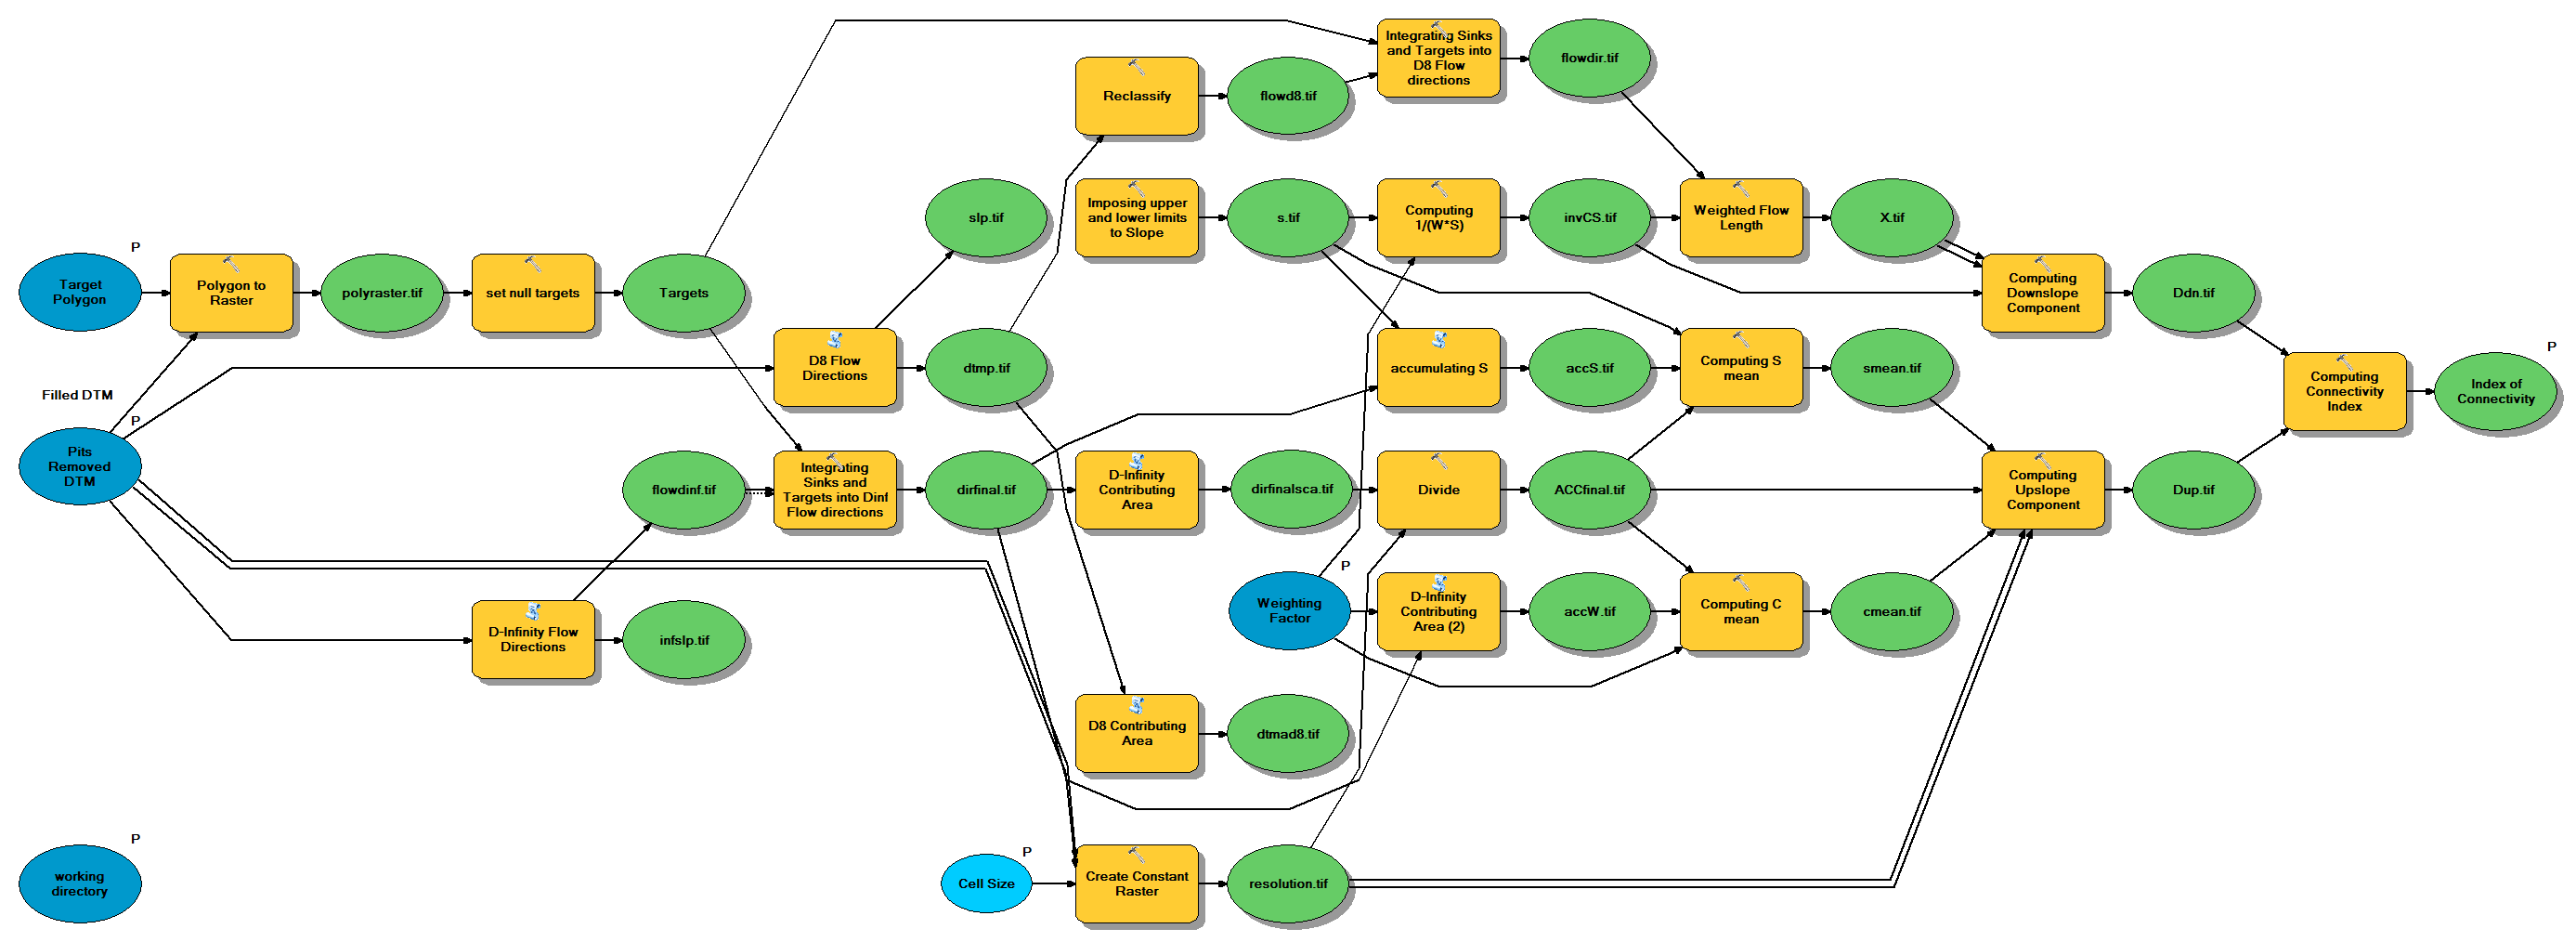 Integrating Sinks
and Targets into
D8 Flow
directions
flowdir.tif
Reclassify
flowd8.tif
slp.tif
Imposing upper
and lower limits
to Slope
s.tif
Computing
1/(W*S)
invCS.tif
Weighted Flow
Length
X.tif
P
Target
Polygon
Polygon to
Raster
polyraster.tif
set null targets
Targets
Computing
Downslope
Component
Ddn.tif
D8 Flow
Directions
dtmp.tif
accumulating S
accS.tif
Computing S
mean
smean.tif
Computing
Connectivity
Index
P
Index of
Connectivity
Filled DTM
P
Pits
Removed
DTM
flowdinf.tif
Integrating
Sinks and
Targets into Dinf
Flow directions
dirfinal.tif
D-Infinity
Contributing
Area
dirfinalsca.tif
Divide
ACCfinal.tif
Computing
Upslope
Component
Dup.tif
D-Infinity Flow
Directions
infslp.tif
P
Weighting
Factor
D-Infinity
Contributing
Area (2)
accW.tif
Computing C
mean
cmean.tif
D8 Contributing
Area
dtmad8.tif
P
working
directory
P
Cell Size
Create Constant
Raster
resolution.tif